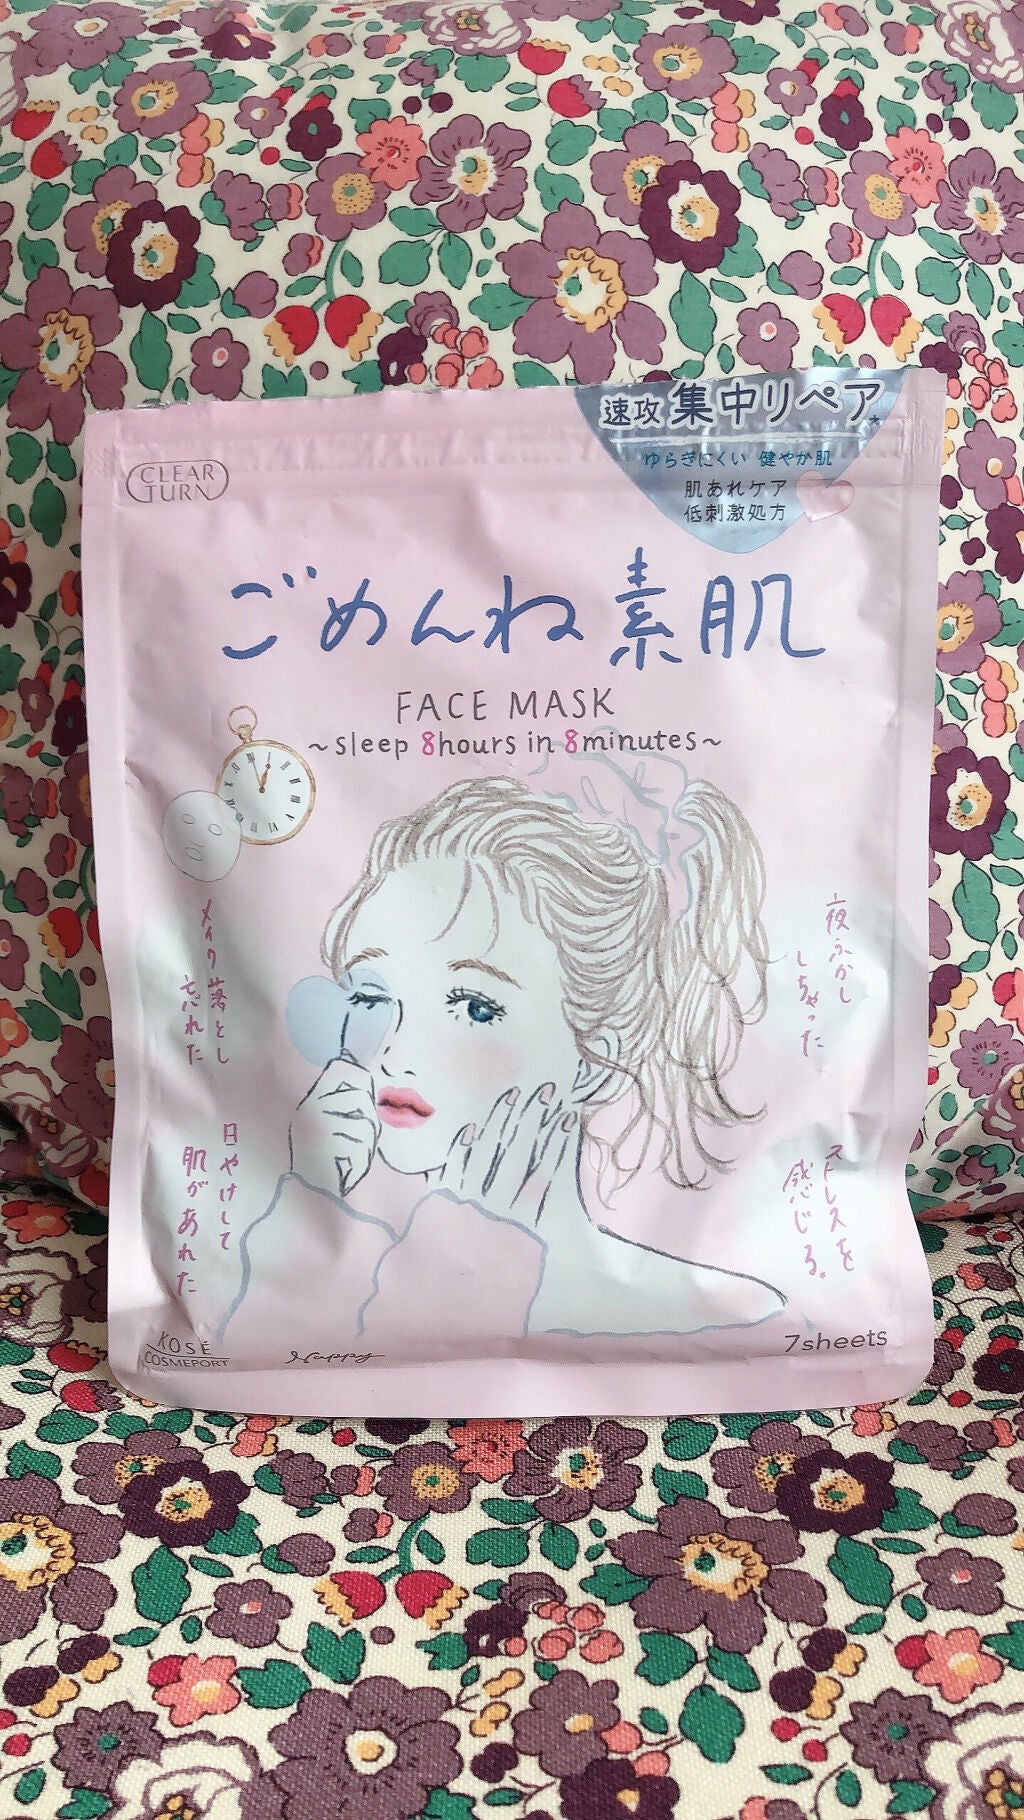 速攻 集中リペア*
ゆらぎにくい 健やか肌
肌あれケア
低刺激処方
CLEAR
TURN
ごめんね素肌
FACE MASK
~sleep 8hours in 8minutes~
メイク落とし
忘れた
夜ふかし
しちゃった
日やけして
肌があれた
ストレスを
感じる。*
KOSÉ
COSMEPORT
Happy
7sheets